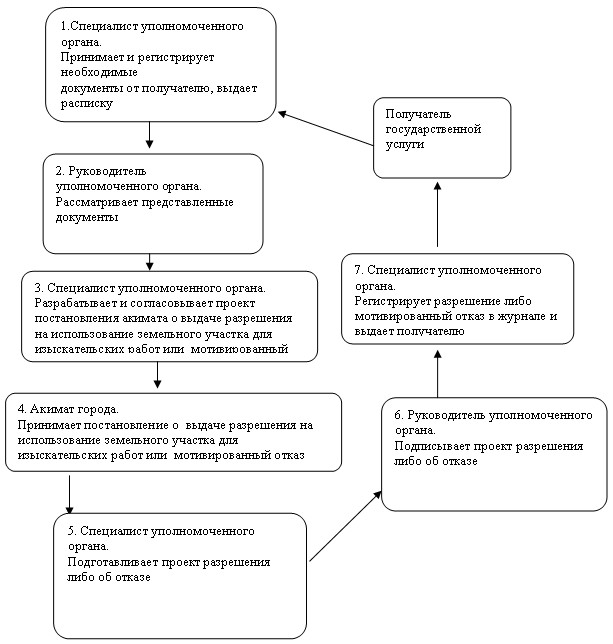 1.Специалист уполномоченного
органа.
Принимает и регистрирует
необходимые
документы от получателю, выдает
расписку
Получатель
государственной
услуги
2. Руководитель
уполномоченного органа.
Рассматривает представленные
документы
3. Специалист уполномоченного органа.
Разрабатывает и согласовывает проект
постановления акимата о выдаче разрешения
на использование земельного участка для
изыскательских работ или мотивированный
4. Акимат города.
Принимает постановление о выдаче разрешения на
использование земельного участка для
изыскательских работ или мотивированный отказ
5. Специалист уполномоченного
органа.
Подготавливает проект разрешения
либо об отказе
6. Руководитель уполномоченного
органа.
Подписывает проект разрешения
либо об отказе
7. Специалист уполномоченного
органа.
Регистрирует разрешение либо
мотивированный отказ в журнале и
выдает получателю